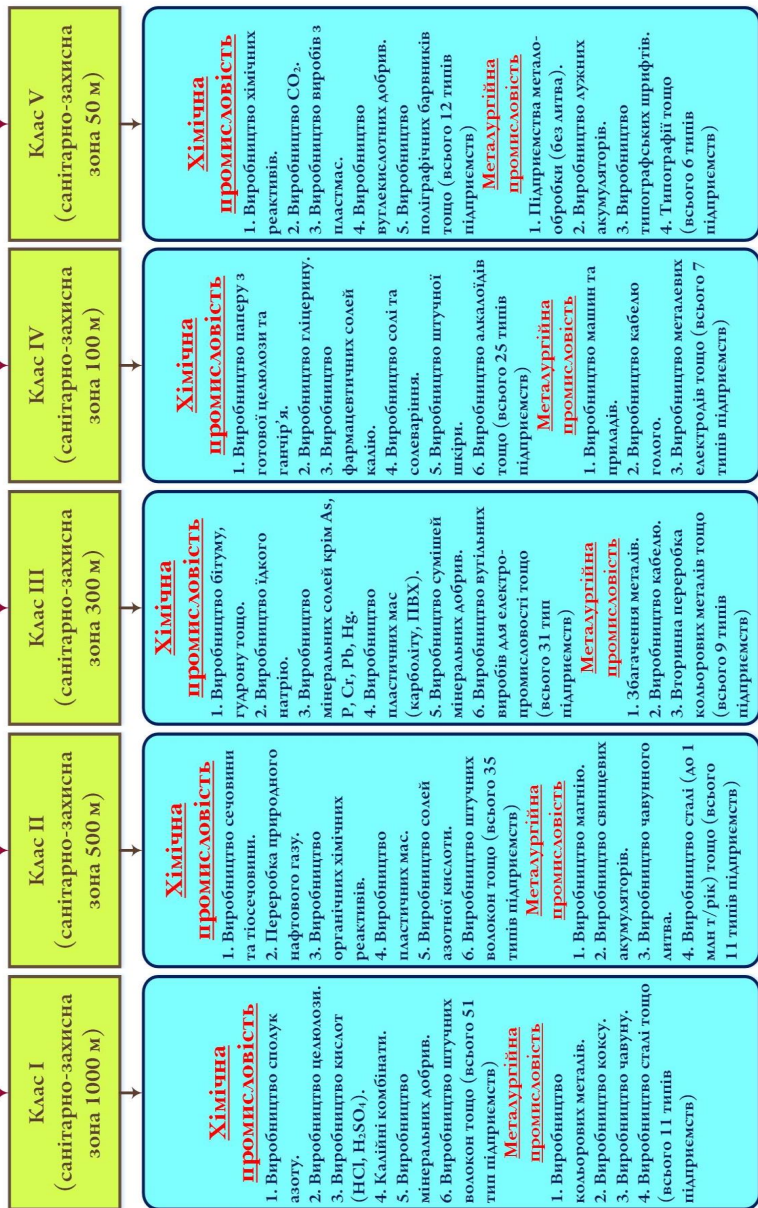 Клас I
(санітарно-захисна
зона 1000 м)
Хімічна
промисловість
1. Виробництво сполук
азоту.
2. Виробництво целюлози.
3. Виробництво кислот
(HCl, H₂SO₄).
4. Калійні комбінати.
5. Виробництво
мінеральних добрив.
6. Виробництво штучних
волокон тощо (всього 51
тип підприємств)
Металургійна
промисловість
1. Виробництво
кольорових металів.
2. Виробництво коксу.
3. Виробництво чавуну.
4. Виробництво сталі тощо
(всього 11 типів
підприємств)
Клас II
(санітарно-захисна
зона 500 м)
Хімічна
промисловість
1. Виробництво сечовини
та тіосечовини.
2. Переробка природного
нафтового газу.
3. Виробництво
органічних хімічних
реактивів.
4. Виробництво
пластичних мас.
5. Виробництво солей
азотної кислоти.
6. Виробництво штучних
волокон тощо (всього 35
типів підприємств)
Металургійна
промисловість
1. Виробництво магнію.
2. Виробництво свинцевих
акумуляторів.
3. Виробництво чавунного
литва.
4. Виробництво сталі (до 1
млн т/рік) тощо (всього
11 типів підприємств)
Клас III
(санітарно-захисна
зона 300 м)
Хімічна
промисловість
1. Виробництво бітуму,
гудрону тощо.
2. Виробництво їдкого
натрію.
3. Виробництво
мінеральних солей крім As,
P, Cr, Pb, Hg.
4. Виробництво
пластичних мас
(карболіту, ПВХ).
5. Виробництво сумішей
мінеральних добрив.
6. Виробництво вугільних
виробів для електро-
промисловості тощо
(всього 31 тип
підприємств)
Металургійна
промисловість
1. Збагачення металів.
2. Виробництво кабелю.
3. Вторинна переробка
кольорових металів тощо
(всього 9 типів
підприємств)
Клас IV
(санітарно-захисна
зона 100 м)
Хімічна
промисловість
1. Виробництво паперу з
готової целюлози та
ганчір’я.
2. Виробництво гліцерину.
3. Виробництво
фармацевтичних солей
калію.
4. Виробництво солі та
солеваріння.
5. Виробництво штучної
шкіри.
6. Виробництво алкалоїдів
тощо (всього 25 типів
підприємств)
Металургійна
промисловість
1. Виробництво машин та
приладів.
2. Виробництво кабелю
голого.
3. Виробництво металевих
електродів тощо (всього 7
типів підприємств)
Клас V
(санітарно-захисна
зона 50 м)
Хімічна
промисловість
1. Виробництво хімічних
реактивів.
2. Виробництво CO₂.
3. Виробництво виробів з
пластмас.
4. Виробництво
вуглекислотних добрив.
5. Виробництво
поліграфічних барвників
тощо (всього 12 типів
підприємств)
Металургійна
промисловість
1. Підприємства метало-
обробки (без литва).
2. Виробництво лужних
акумуляторів.
3. Виробництво
типографських шрифтів.
4. Типографії тощо
(всього 6 типів
підприємств)